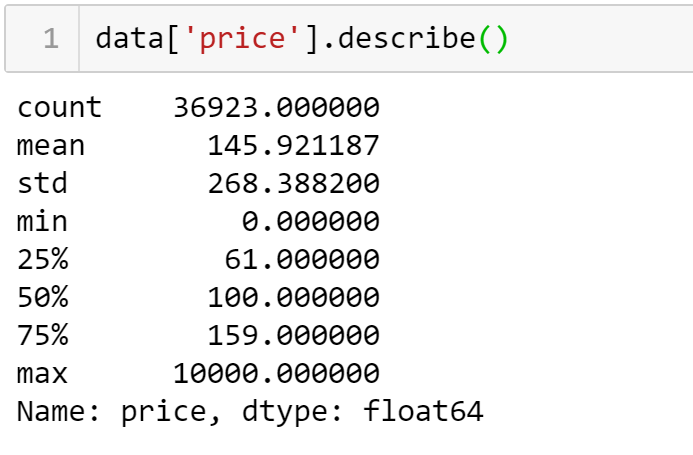 1 data['price'].describe()
count 36923.000000
mean 145.921187
std 268.388200
min 0.000000
25% 61.000000
50% 100.000000
75% 159.000000
max 10000.000000
Name: price, dtype: float64